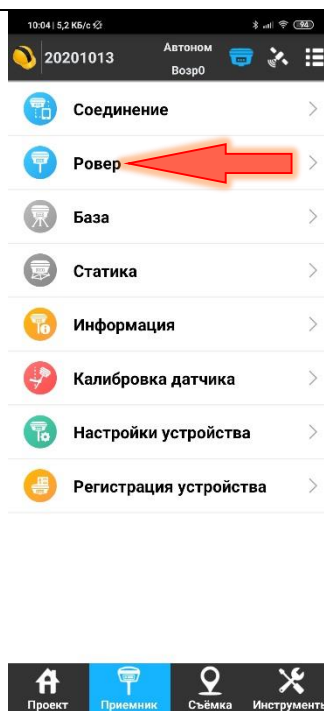 10:04 | 5,2 КБ/с
94
20201013
Автоном
Возр0
Соединение
Ровер
База
Статика
Информация
Калибровка датчика
Настройки устройства
Регистрация устройства
Проект
Приемник
Съёмка
Инструменты